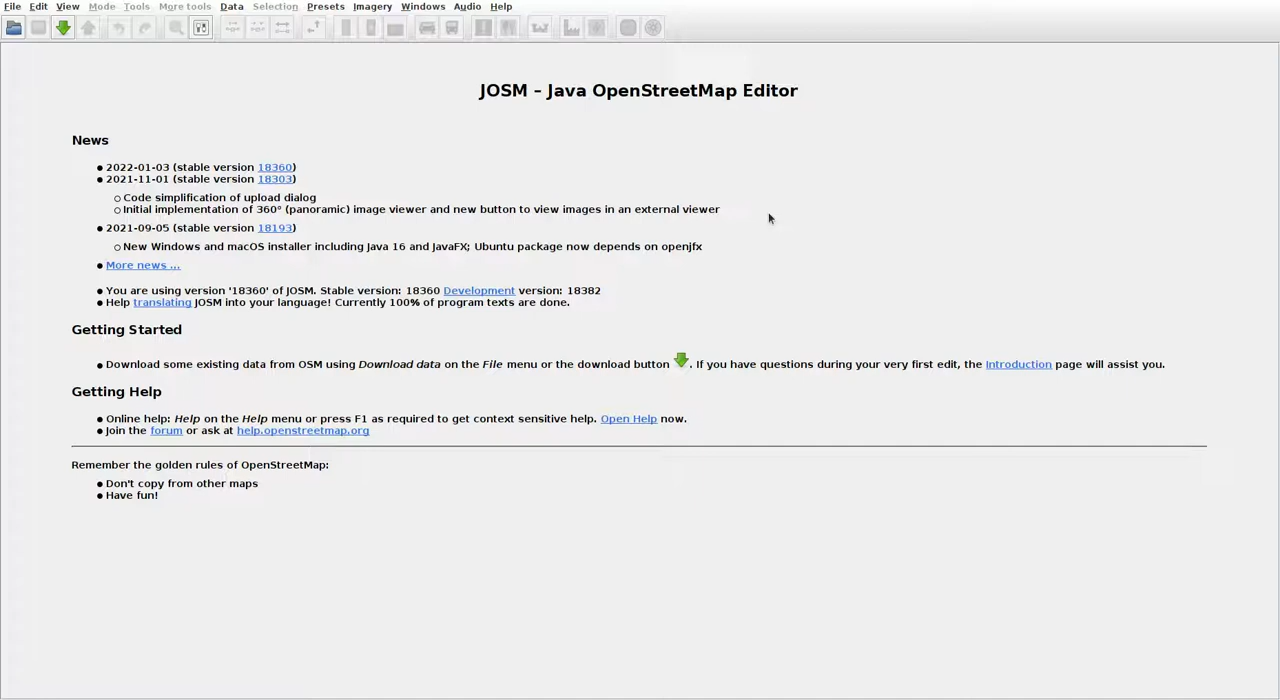 File Edit View Mode Tools More tools Data Selection Presets Imagery Windows Audio Help
JOSM – Java OpenStreetMap Editor
News
● 2022-01-03 (stable version 18360)
● 2021-11-01 (stable version 18303)
○ Code simplification of upload dialog
○ Initial implementation of 360° (panoramic) image viewer and new button to view images in an external viewer
● 2021-09-05 (stable version 18193)
○ New Windows and macOS installer including Java 16 and JavaFX; Ubuntu package now depends on openjfx
● More news ...
● You are using version '18360' of JOSM. Stable version: 18360 Development version: 18382
● Help translating JOSM into your language! Currently 100% of program texts are done.
Getting Started
● Download some existing data from OSM using Download data on the File menu or the download button . If you have questions during your very first edit, the Introduction page will assist you.
Getting Help
● Online help: Help on the Help menu or press F1 as required to get context sensitive help. Open Help now.
● Join the forum or ask at help.openstreetmap.org
Remember the golden rules of OpenStreetMap:
● Don't copy from other maps
● Have fun!